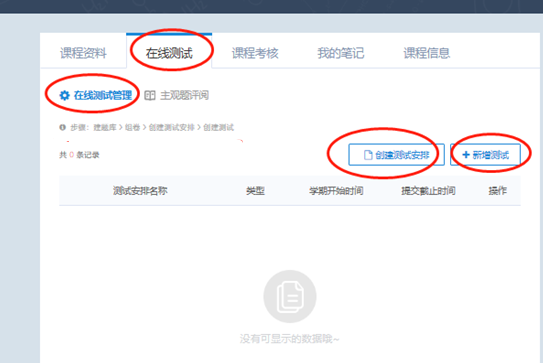 课程资料 在线测试 课程考核 我的笔记 课程信息
在线测试管理 主观题评阅
步骤：建题库 > 组卷 > 创建测试安排 > 创建测试
共 0 条记录 创建测试安排 新增测试
测试安排名称 类型 学期开始时间 提交截止时间 操作
没有可显示的数据哦~